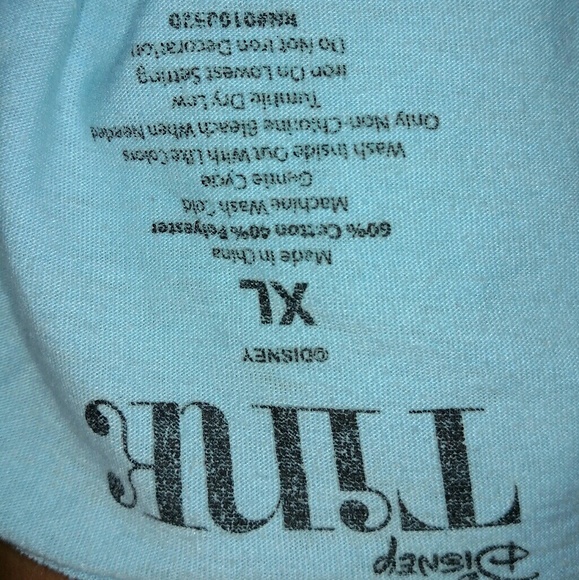 Disney
TINK
©DISNEY
XL
Made in China
60% Cotton 40% Polyester
Machine Wash Cold
Gentle Cycle
Wash Inside Out With Like Colors
Only Non-Chlorine Bleach When Needed
Tumble Dry Low
Iron On Lowest Setting
Do Not Iron Decoration